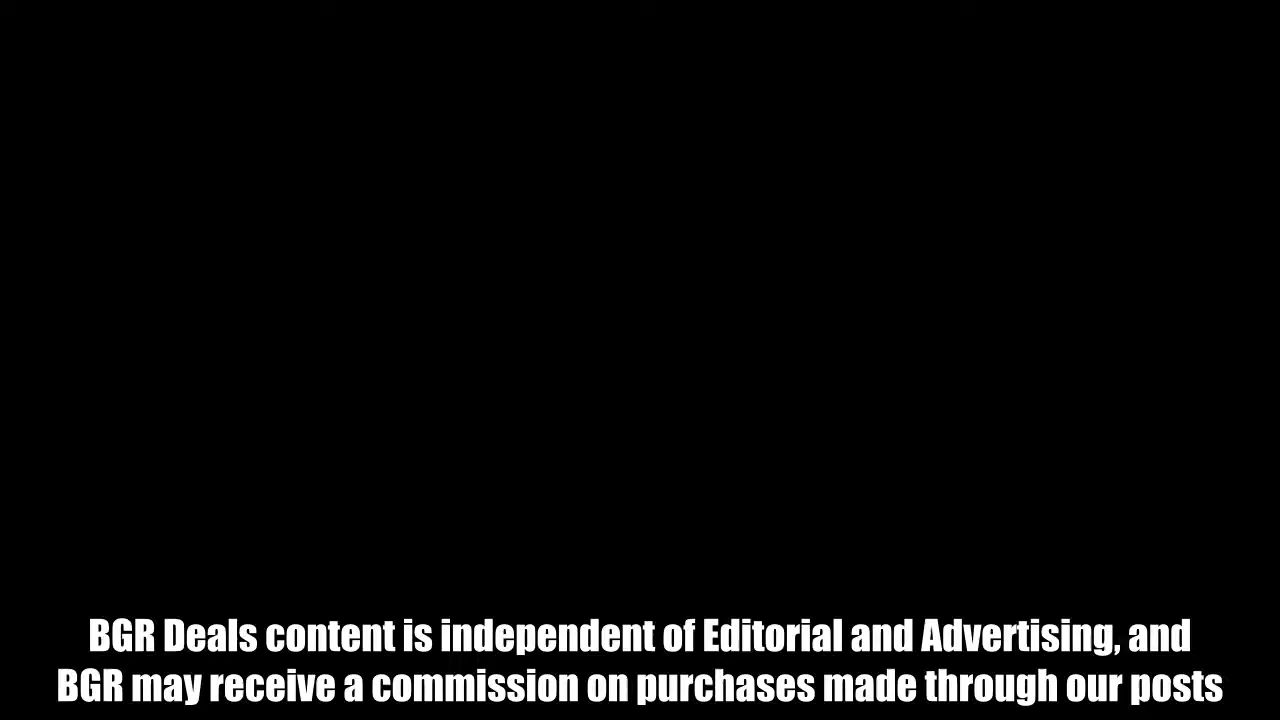 BGR Deals content is independent of Editorial and Advertising, and
BGR may receive a commission on purchases made through our posts